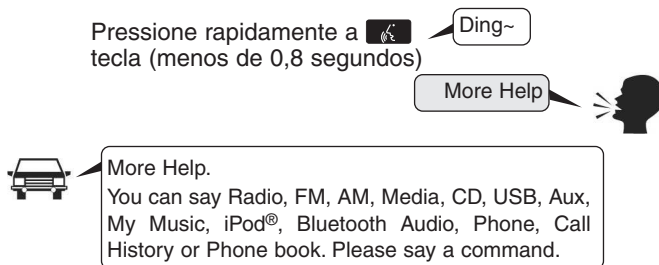 Pressione rapidamente a
Ding~
tecla (menos de 0,8 segundos)
More Help
More Help.
You can say Radio, FM, AM, Media, CD, USB, Aux,
My Music, iPod®, Bluetooth Audio, Phone, Call
History or Phone book. Please say a command.